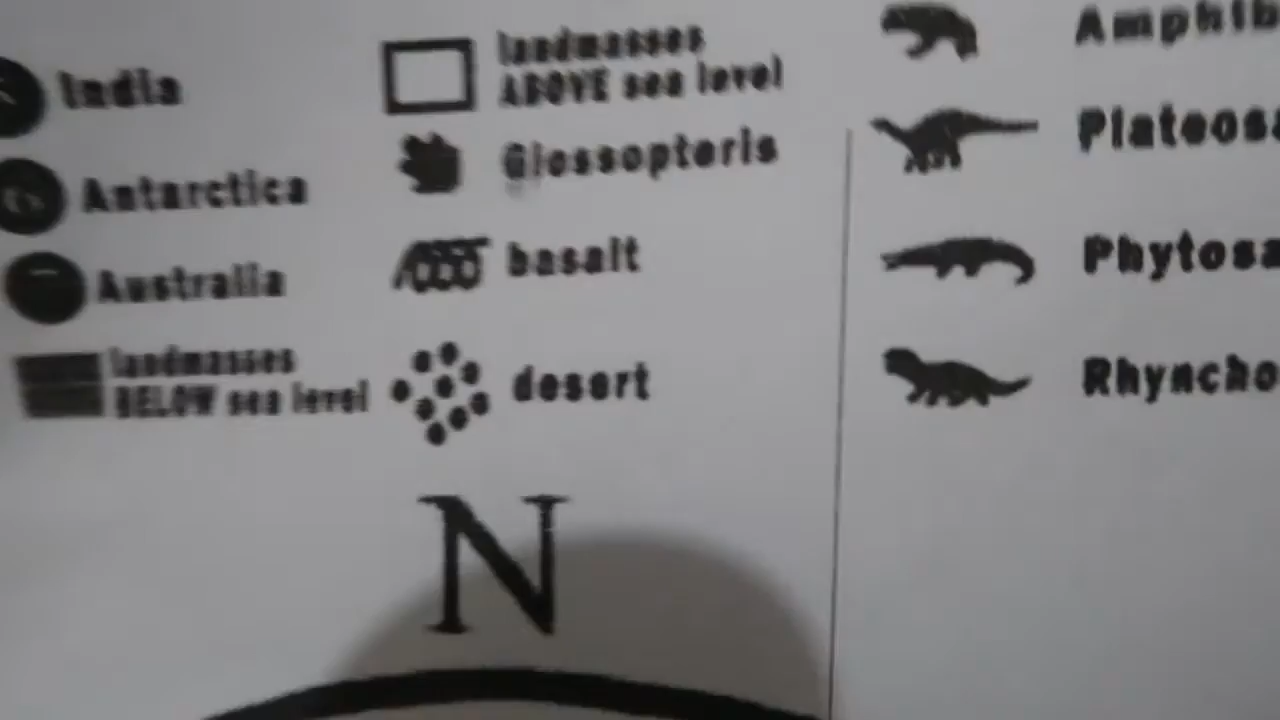 India
Antarctica
Australia
landmasses
BELOW sea level
landmasses
ABOVE sea level
Glossopteris
basalt
desert
Amphib
Plateosa
Phytosa
Rhyncho
N